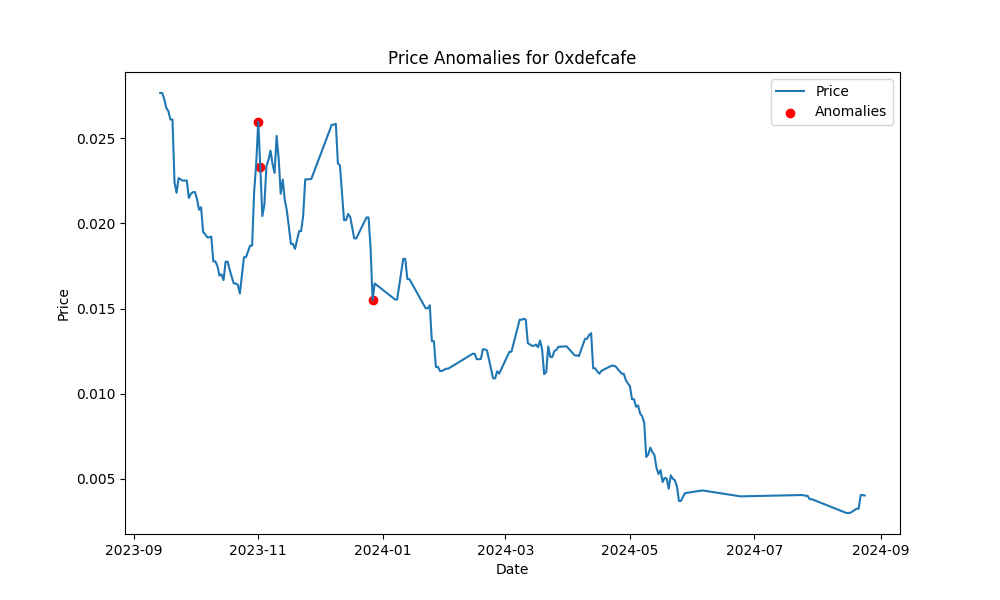 Price Anomalies for 0xdefcafe
Price
Anomalies
0.025
0.020
0.015
0.010
0.005
Price
2023-09 2023-11 2024-01 2024-03 2024-05 2024-07 2024-09
Date